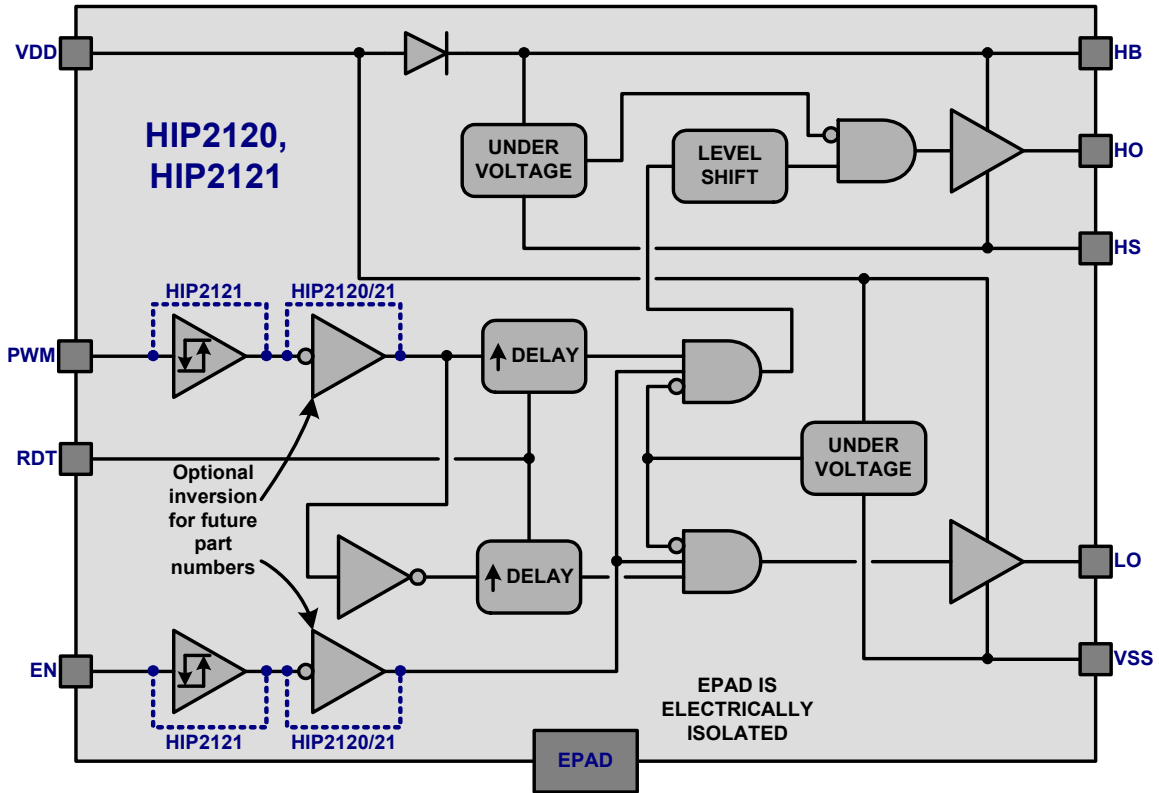 VDD
HB
HIP2120,
HIP2121
UNDER
VOLTAGE
LEVEL
SHIFT
HO
HS
HIP2121
HIP2120/21
PWM
DELAY
RDT
Optional
inversion
for future
part
numbers
UNDER
VOLTAGE
DELAY
LO
EN
VSS
HIP2121
HIP2120/21
EPAD IS
ELECTRICALLY
ISOLATED
EPAD